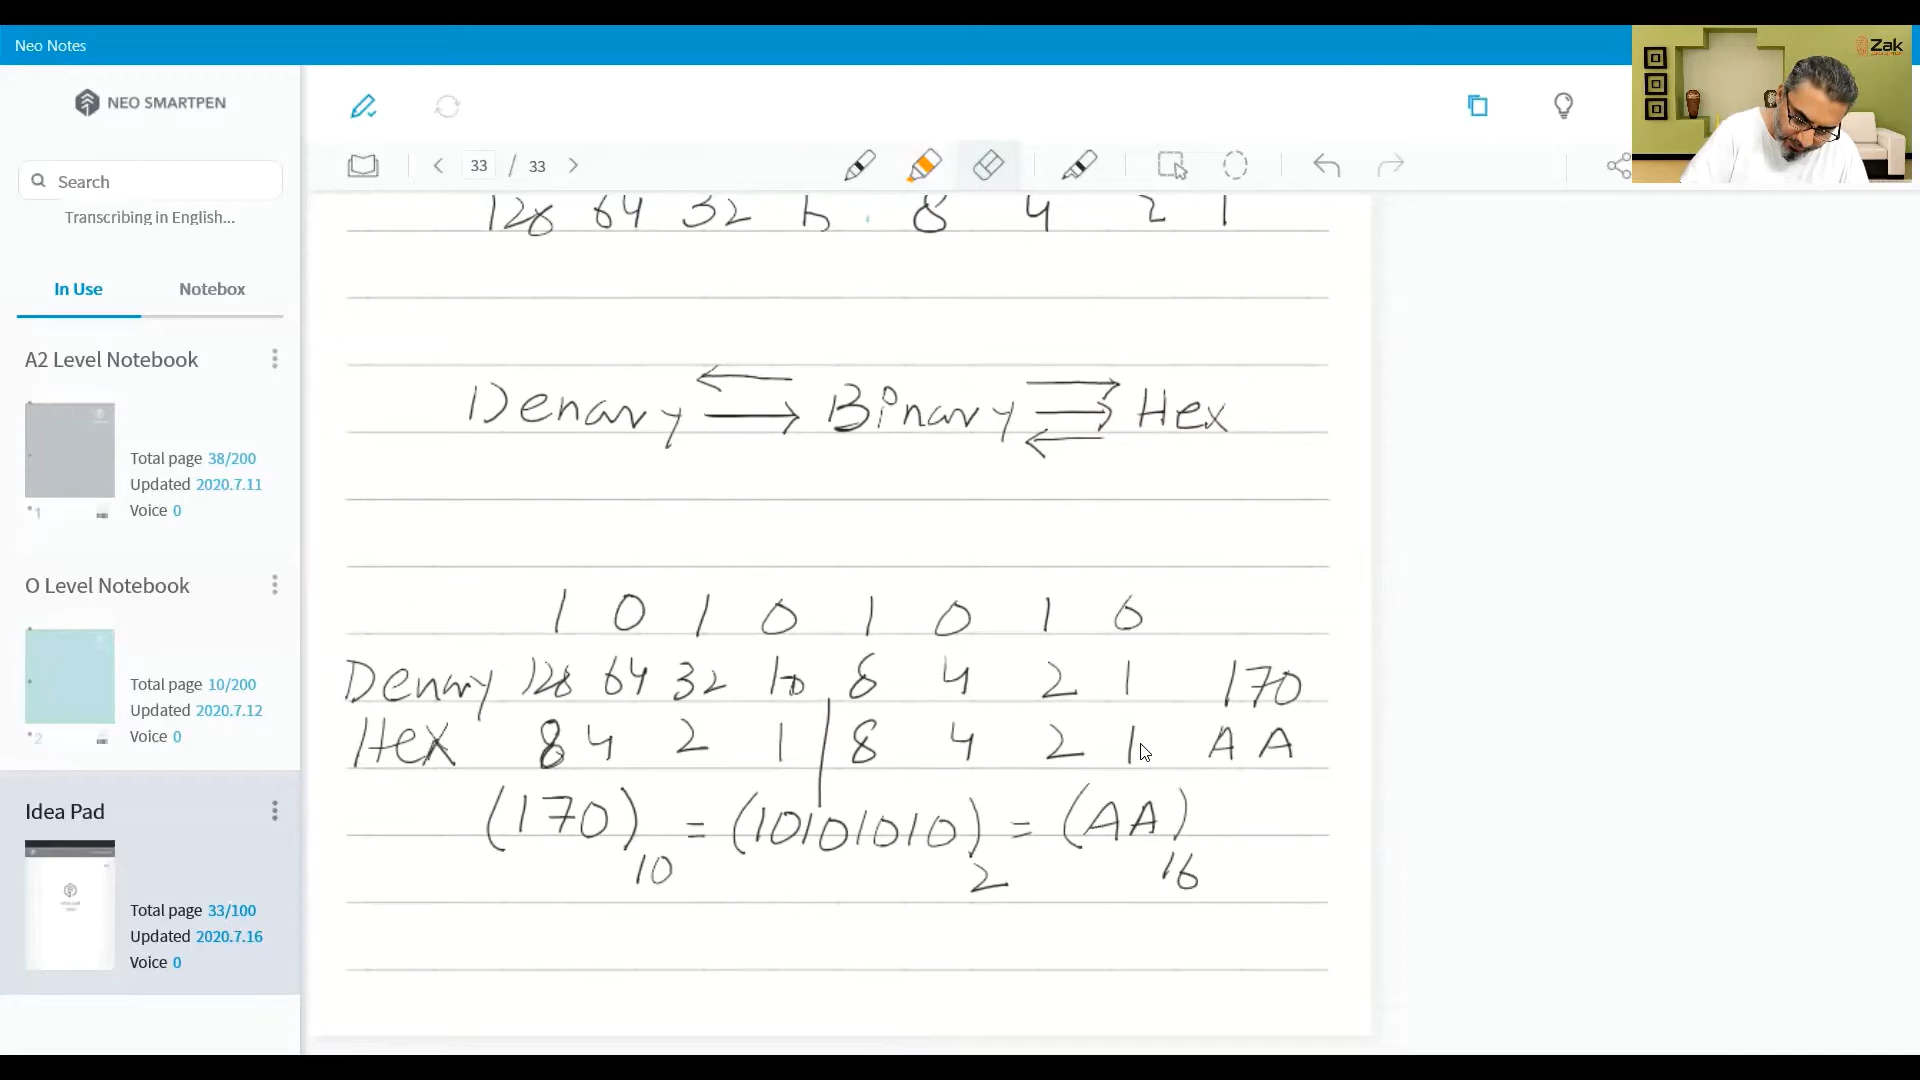 Neo Notes
Zak
NEO SMARTPEN
Search
33 / 33
Transcribing in English...
128 64 32 8 4 2 1
In Use Notebox
A2 Level Notebook
Total page 38/200
Updated 2020.7.11
Voice 0
1
Denary Binary Hex
O Level Notebook
Total page 10/200
Updated 2020.7.12
Voice 0
2
1 0 1 0 1 0 1 0
Denary 128 64 32 16 8 4 2 1 170
Hex 8 4 2 1 8 4 2 1 A A
(170)10 = (10101010)2 = (AA)16
Idea Pad
Total page 33/100
Updated 2020.7.16
Voice 0